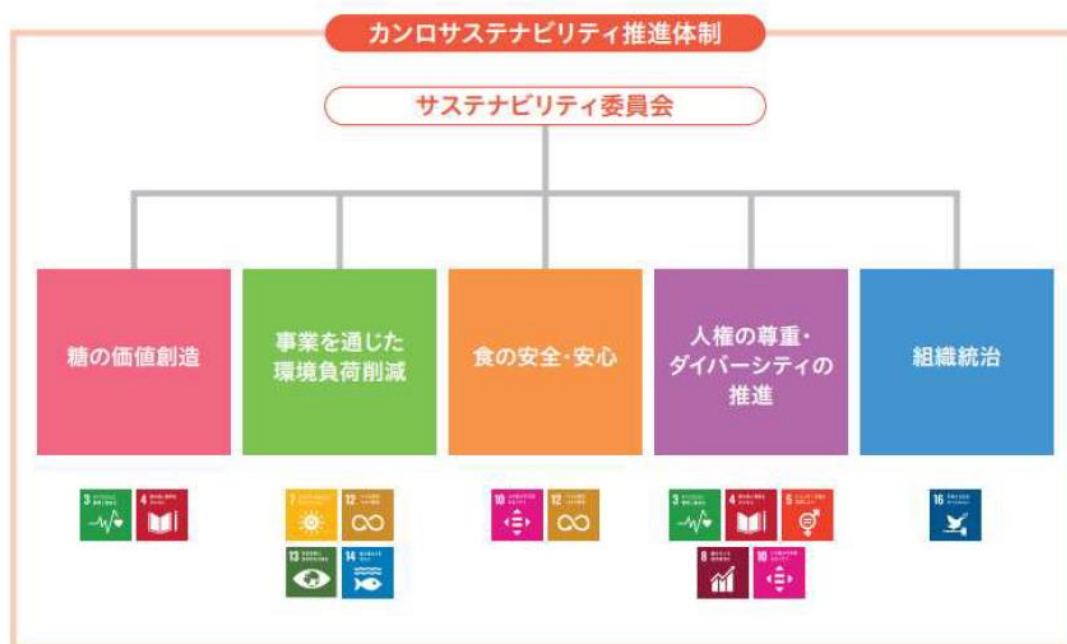 カンロサステナビリティ推進体制
サステナビリティ委員会
糖の価値創造
事業を通じた
環境負荷削減
食の安全・安心
人権の尊重・
ダイバーシティの
推進
組織統治
3
4
7
12
10
12
3
4
5
16
13
14
8
10